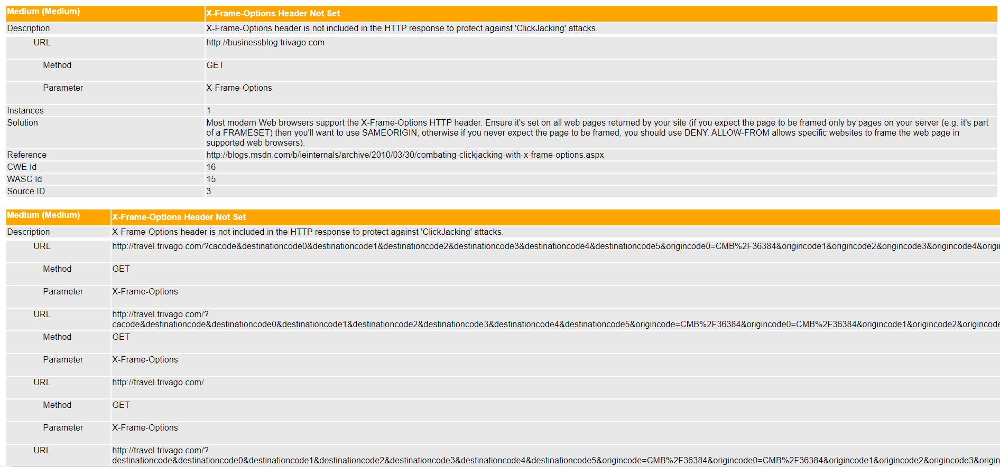 Medium (Medium) X-Frame-Options Header Not Set
Description X-Frame-Options header is not included in the HTTP response to protect against 'ClickJacking' attacks.
URL http://businessblog.trivago.com
Method GET
Parameter X-Frame-Options
Instances 1
Solution Most modern Web browsers support the X-Frame-Options HTTP header. Ensure it's set on all web pages returned by your site (if you expect the page to be framed only by pages on your server (e.g. it's part
of a FRAMESET) then you'll want to use SAMEORIGIN, otherwise if you never expect the page to be framed, you should use DENY. ALLOW-FROM allows specific websites to frame the web page in
supported web browsers).
Reference http://blogs.msdn.com/b/ieinternals/archive/2010/03/30/combating-clickjacking-with-x-frame-options.aspx
CWE Id 16
WASC Id 15
Source ID 3
Medium (Medium) X-Frame-Options Header Not Set
Description X-Frame-Options header is not included in the HTTP response to protect against 'ClickJacking' attacks.
URL http://travel.trivago.com/?cacode&destinationcode0&destinationcode1&destinationcode2&destinationcode3&destinationcode4&destinationcode5&origincode0=CMB%2F36384&origincode1&origincode2&origincode3&origincode4&origi
Method GET
Parameter X-Frame-Options
URL http://travel.trivago.com/?
cacode&destinationcode&destinationcode0&destinationcode1&destinationcode2&destinationcode3&destinationcode4&destinationcode5&origincode=CMB%2F36384&origincode0=CMB%2F36384&origincode1&origincode2&origincode
Method GET
Parameter X-Frame-Options
URL http://travel.trivago.com/
Method GET
Parameter X-Frame-Options
URL http://travel.trivago.com/?
destinationcode&destinationcode0&destinationcode1&destinationcode2&destinationcode3&destinationcode4&destinationcode5&origincode=CMB%2F36384&origincode0=CMB%2F36384&origincode1&origincode2&origincode3&origin